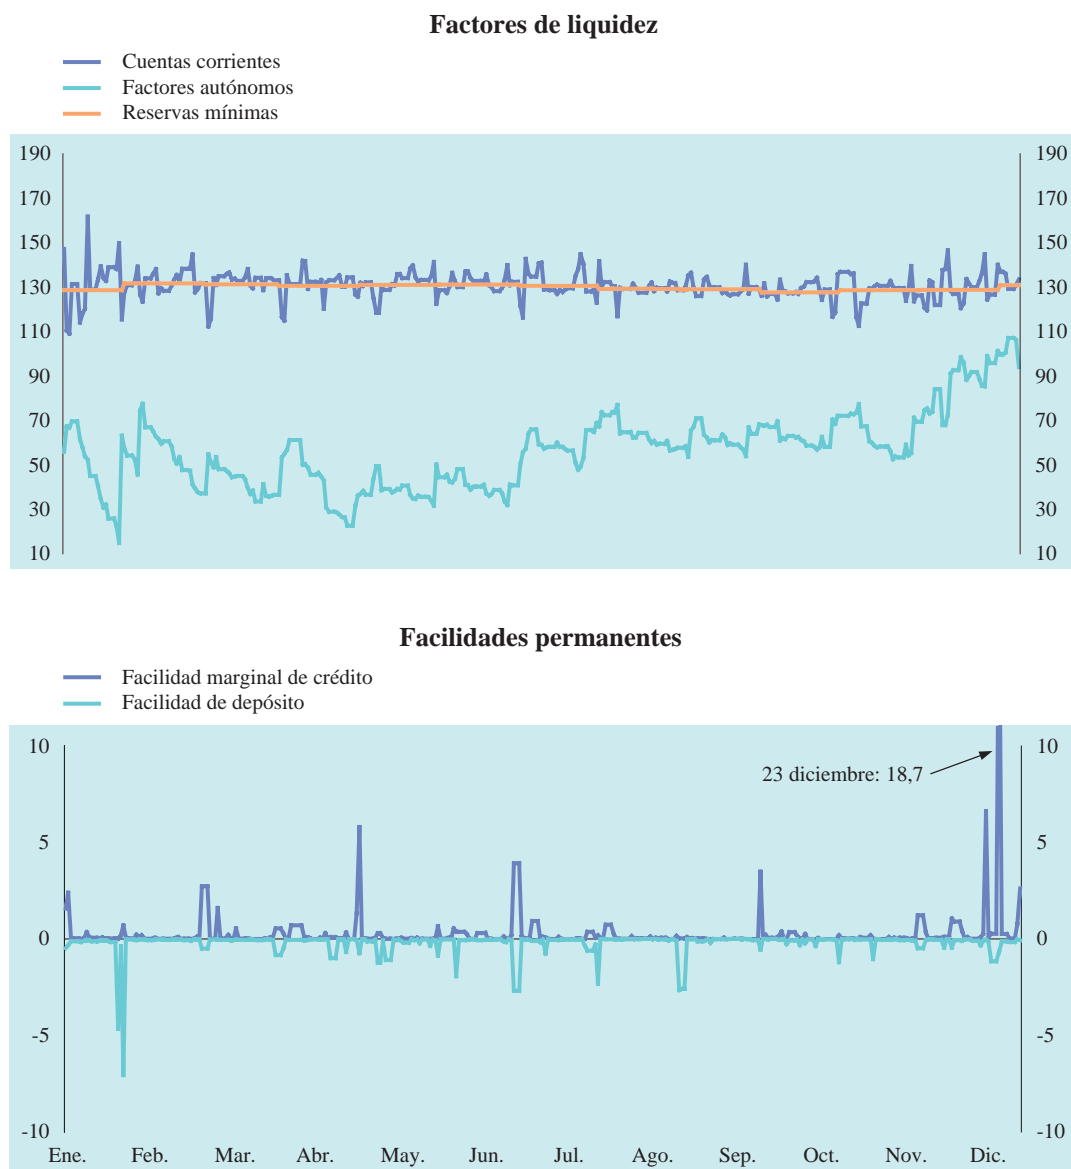 Factores de liquidez
Cuentas corrientes
Factores autónomos
Reservas mínimas
190 190
170 170
150 150
130 130
110 110
90 90
70 70
50 50
30 30
10 10
Facilidades permanentes
Facilidad marginal de crédito
Facilidad de depósito
10 10
23 diciembre: 18,7
5 5
0 0
-5 -5
-10 -10
Ene. Feb. Mar. Abr. May. Jun. Jul. Ago. Sep. Oct. Nov. Dic.